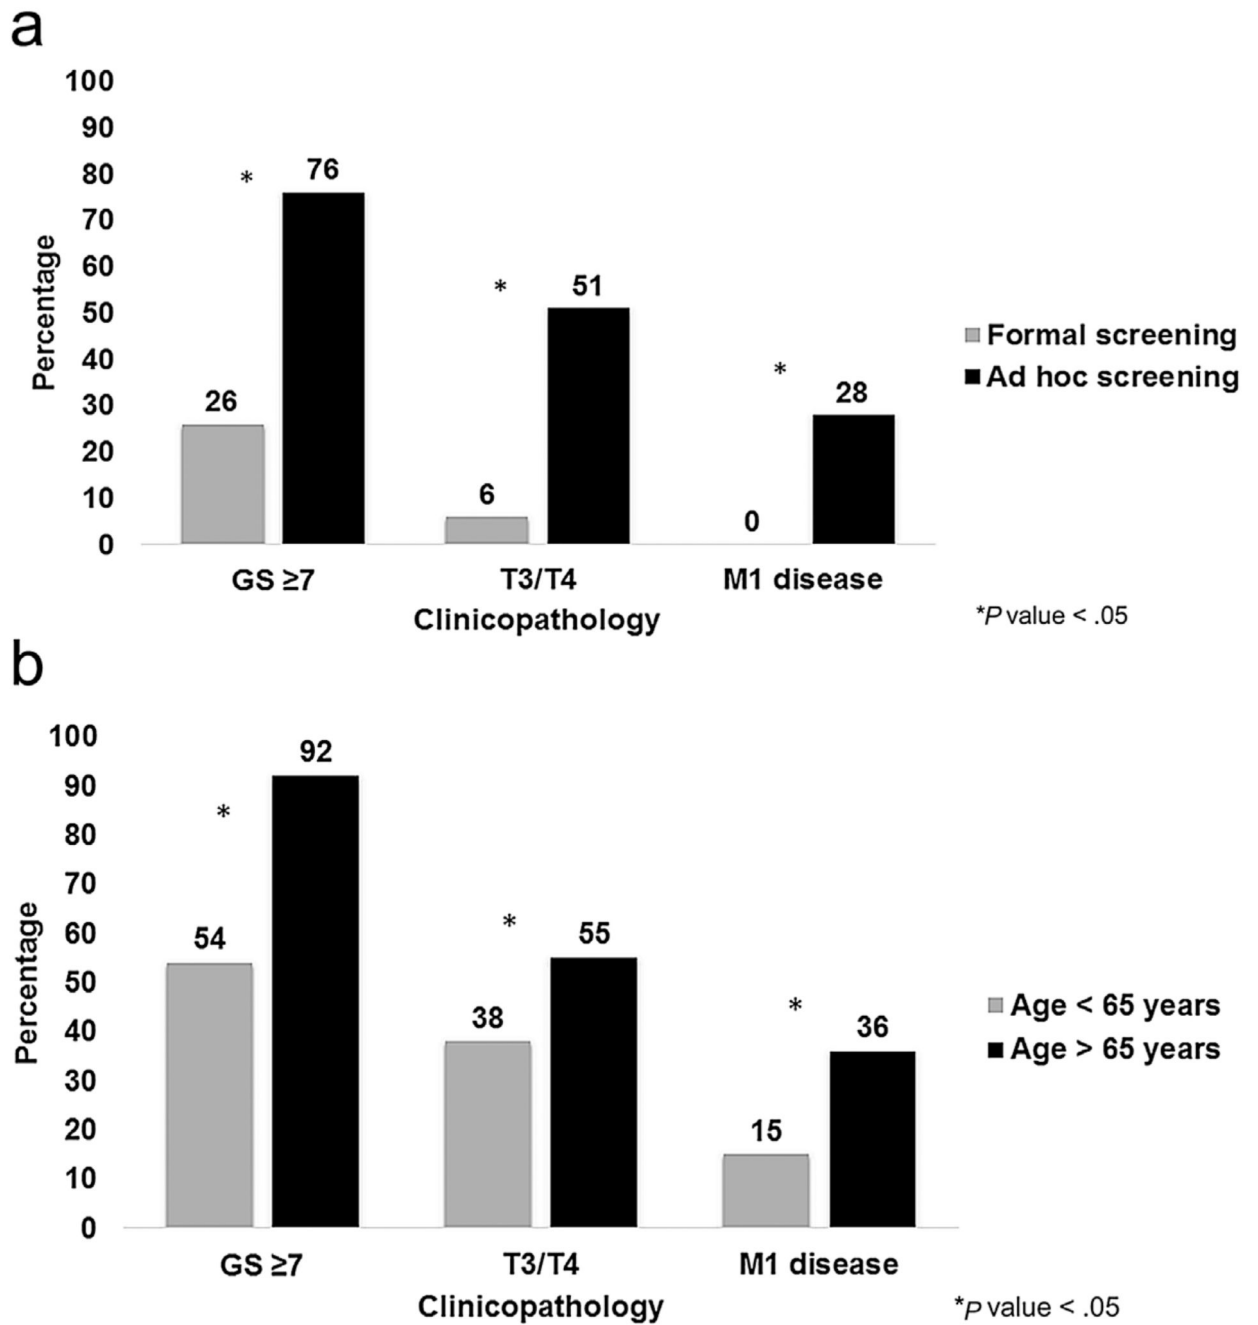 a
100
90
80
70
60
50
40
30
20
10
0
Percentage
* 76
26
* 51
6
* 28
0
GS ≥7 T3/T4 M1 disease
Clinicopathology
Formal screening
Ad hoc screening
*P value < .05
b
100
90
80
70
60
50
40
30
20
10
0
Percentage
* 92
54
* 55
38
* 36
15
GS ≥7 T3/T4 M1 disease
Clinicopathology
Age < 65 years
Age > 65 years
*P value < .05